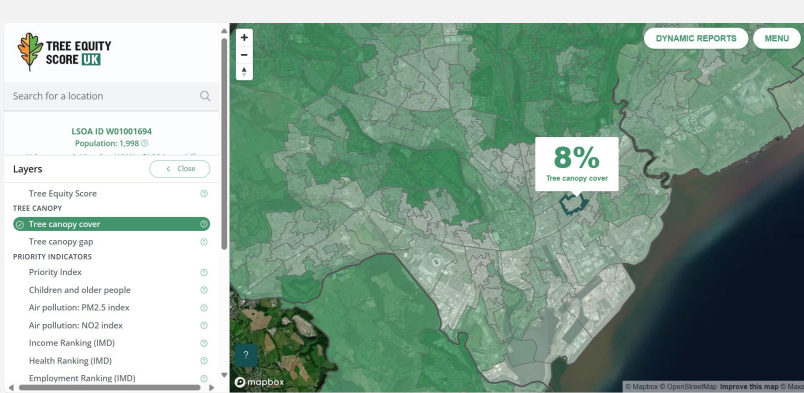 TREE EQUITY
SCORE UK
Search for a location
LSOA ID W01001694
Population: 1,998
Layers
Close
Tree Equity Score
TREE CANOPY
Tree canopy cover
Tree canopy gap
PRIORITY INDICATORS
Priority Index
Children and older people
Air pollution: PM2.5 index
Air pollution: NO2 index
Income Ranking (IMD)
Health Ranking (IMD)
Employment Ranking (IMD)
DYNAMIC REPORTS
MENU
8%
Tree canopy cover
?
mapbox
© Mapbox © OpenStreetMap Improve this map © Maxa